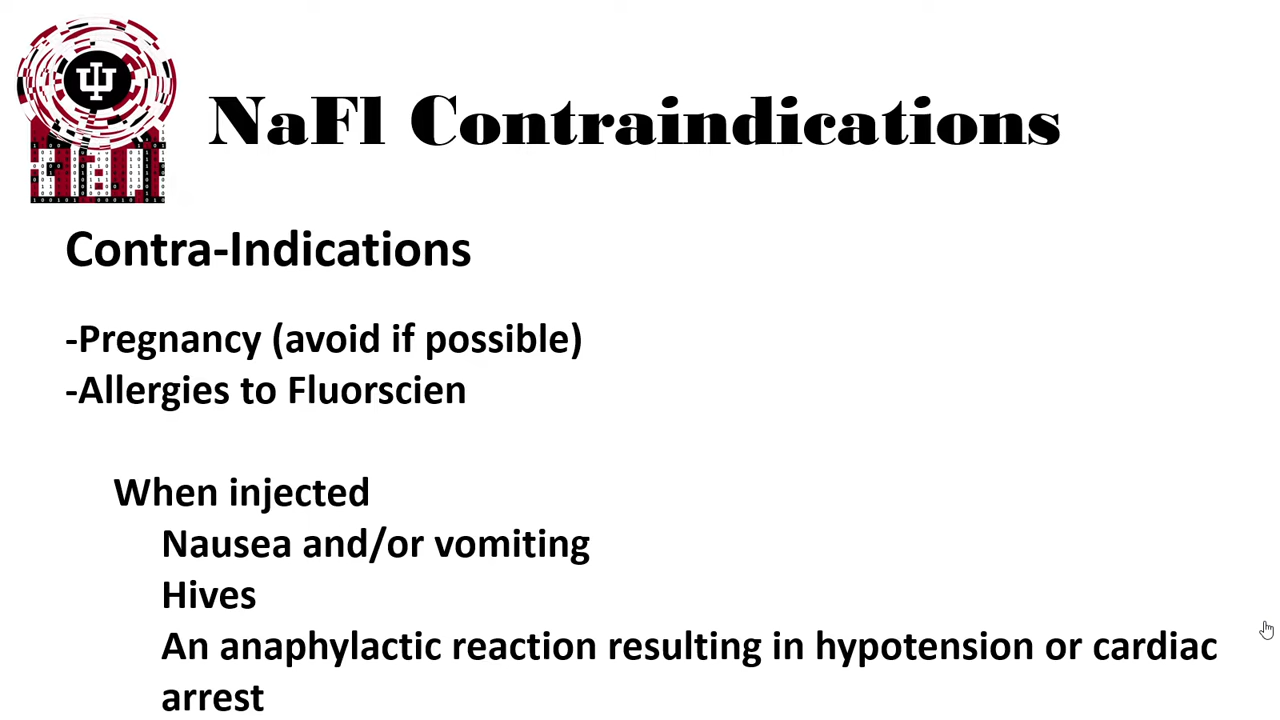 NaFl Contraindications
Contra-Indications
-Pregnancy (avoid if possible)
-Allergies to Fluorscien
When injected
Nausea and/or vomiting
Hives
An anaphylactic reaction resulting in hypotension or cardiac
arrest